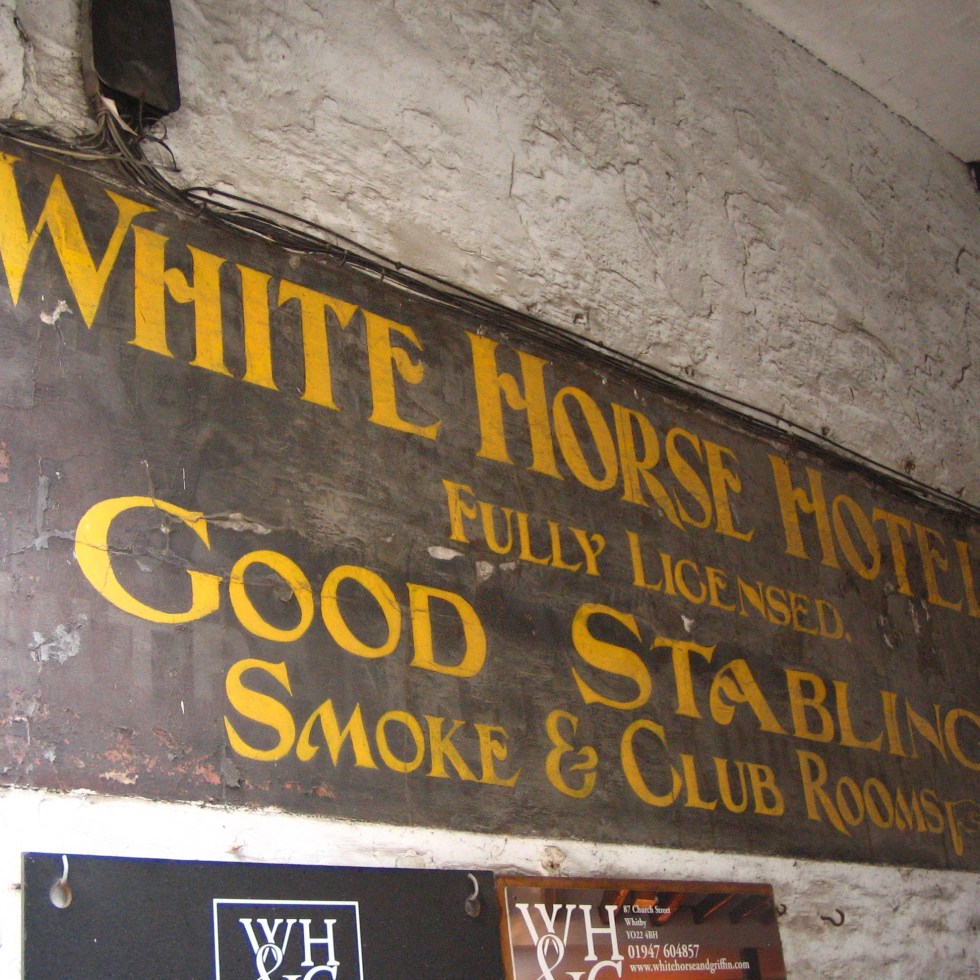 WHITE HORSE HOTEL
FULLY LICENSED.
GOOD STABLING
SMOKE & CLUB ROOMS
WH
&G
WH
&G
87 Church Street
Whitby
YO22 4BH
01947 604857
www.whitehorseandgriffin.com